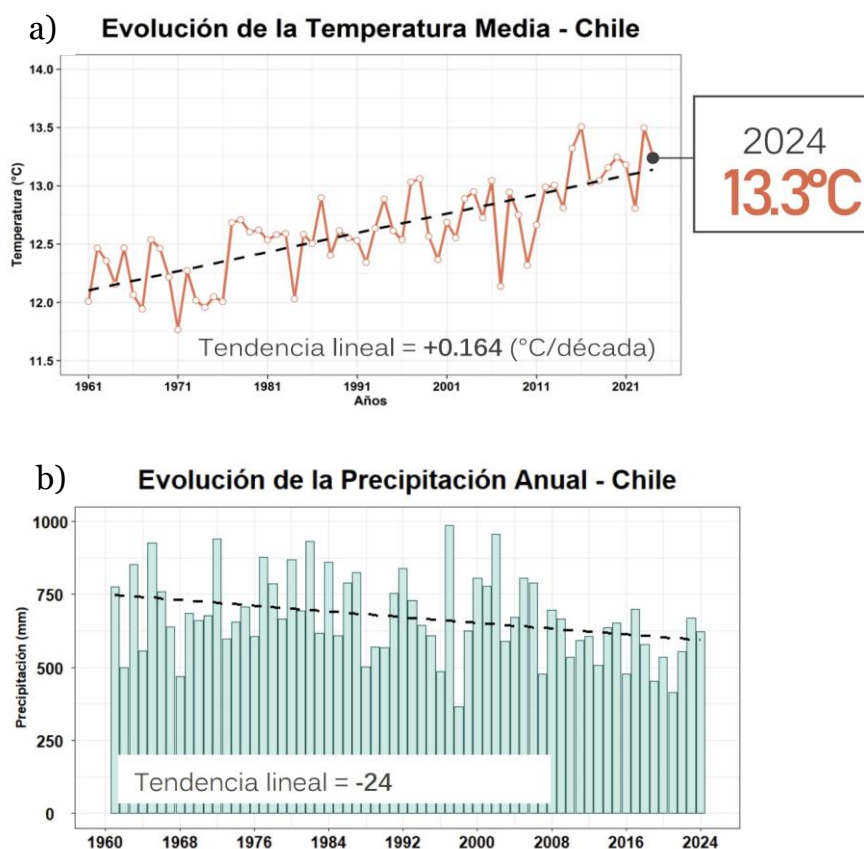 a) Evolución de la Temperatura Media - Chile
14.0
13.5
13.0
12.5
12.0
11.5
Temperatura (°C)
2024
13.3ºC
Tendencia lineal = +0.164 (°C/década)
1961 1971 1981 1991 2001 2011 2021
Años
b) Evolución de la Precipitación Anual - Chile
1000
750
500
250
0
Precipitación (mm)
Tendencia lineal = -24
1960 1968 1976 1984 1992 2000 2008 2016 2024